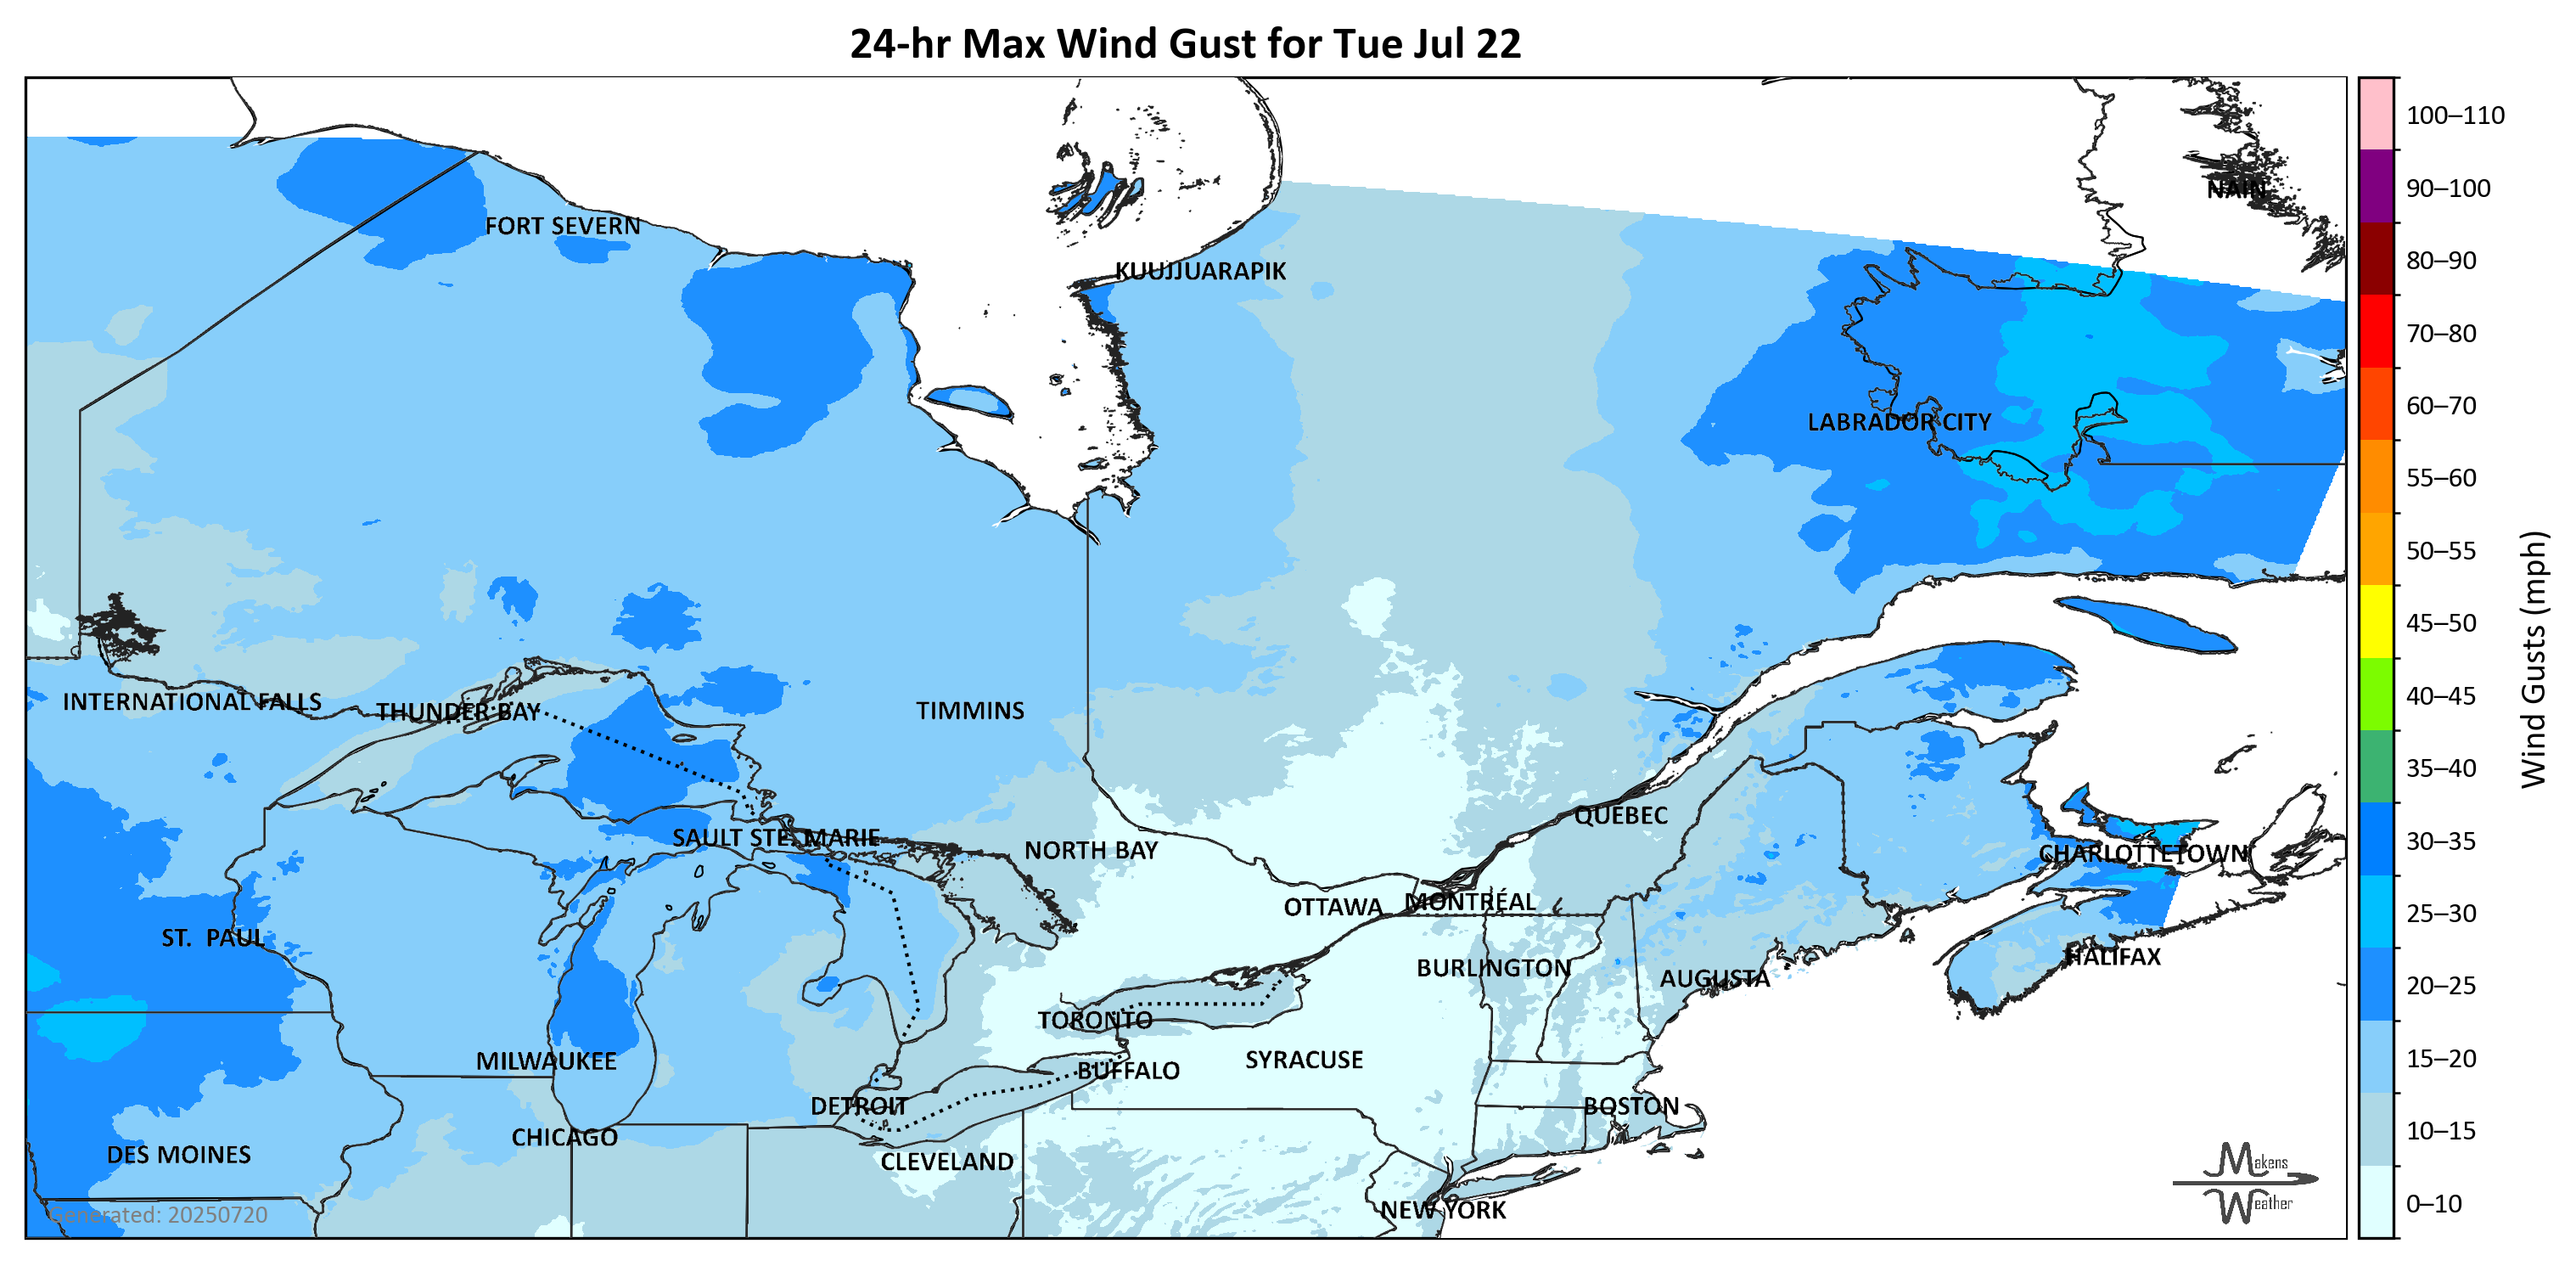 24-hr Max Wind Gust for Tue Jul 22
NAIN
FORT SEVERN
KUUJJUARAPIK
LABRADOR CITY
INTERNATIONAL FALLS
THUNDER BAY
TIMMINS
QUEBEC
SAULT STE. MARIE
NORTH BAY
CHARLOTTETOWN
OTTAWA
MONTRÉAL
ST. PAUL
BURLINGTON
AUGUSTA
HALIFAX
TORONTO
MILWAUKEE
BUFFALO
SYRACUSE
DETROIT
BOSTON
CHICAGO
DES MOINES
CLEVELAND
NEW YORK
Generated: 20250720
Makens
Weather
100–110
90–100
80–90
70–80
60–70
55–60
50–55
45–50
40–45
35–40
30–35
25–30
20–25
15–20
10–15
0–10
Wind Gusts (mph)